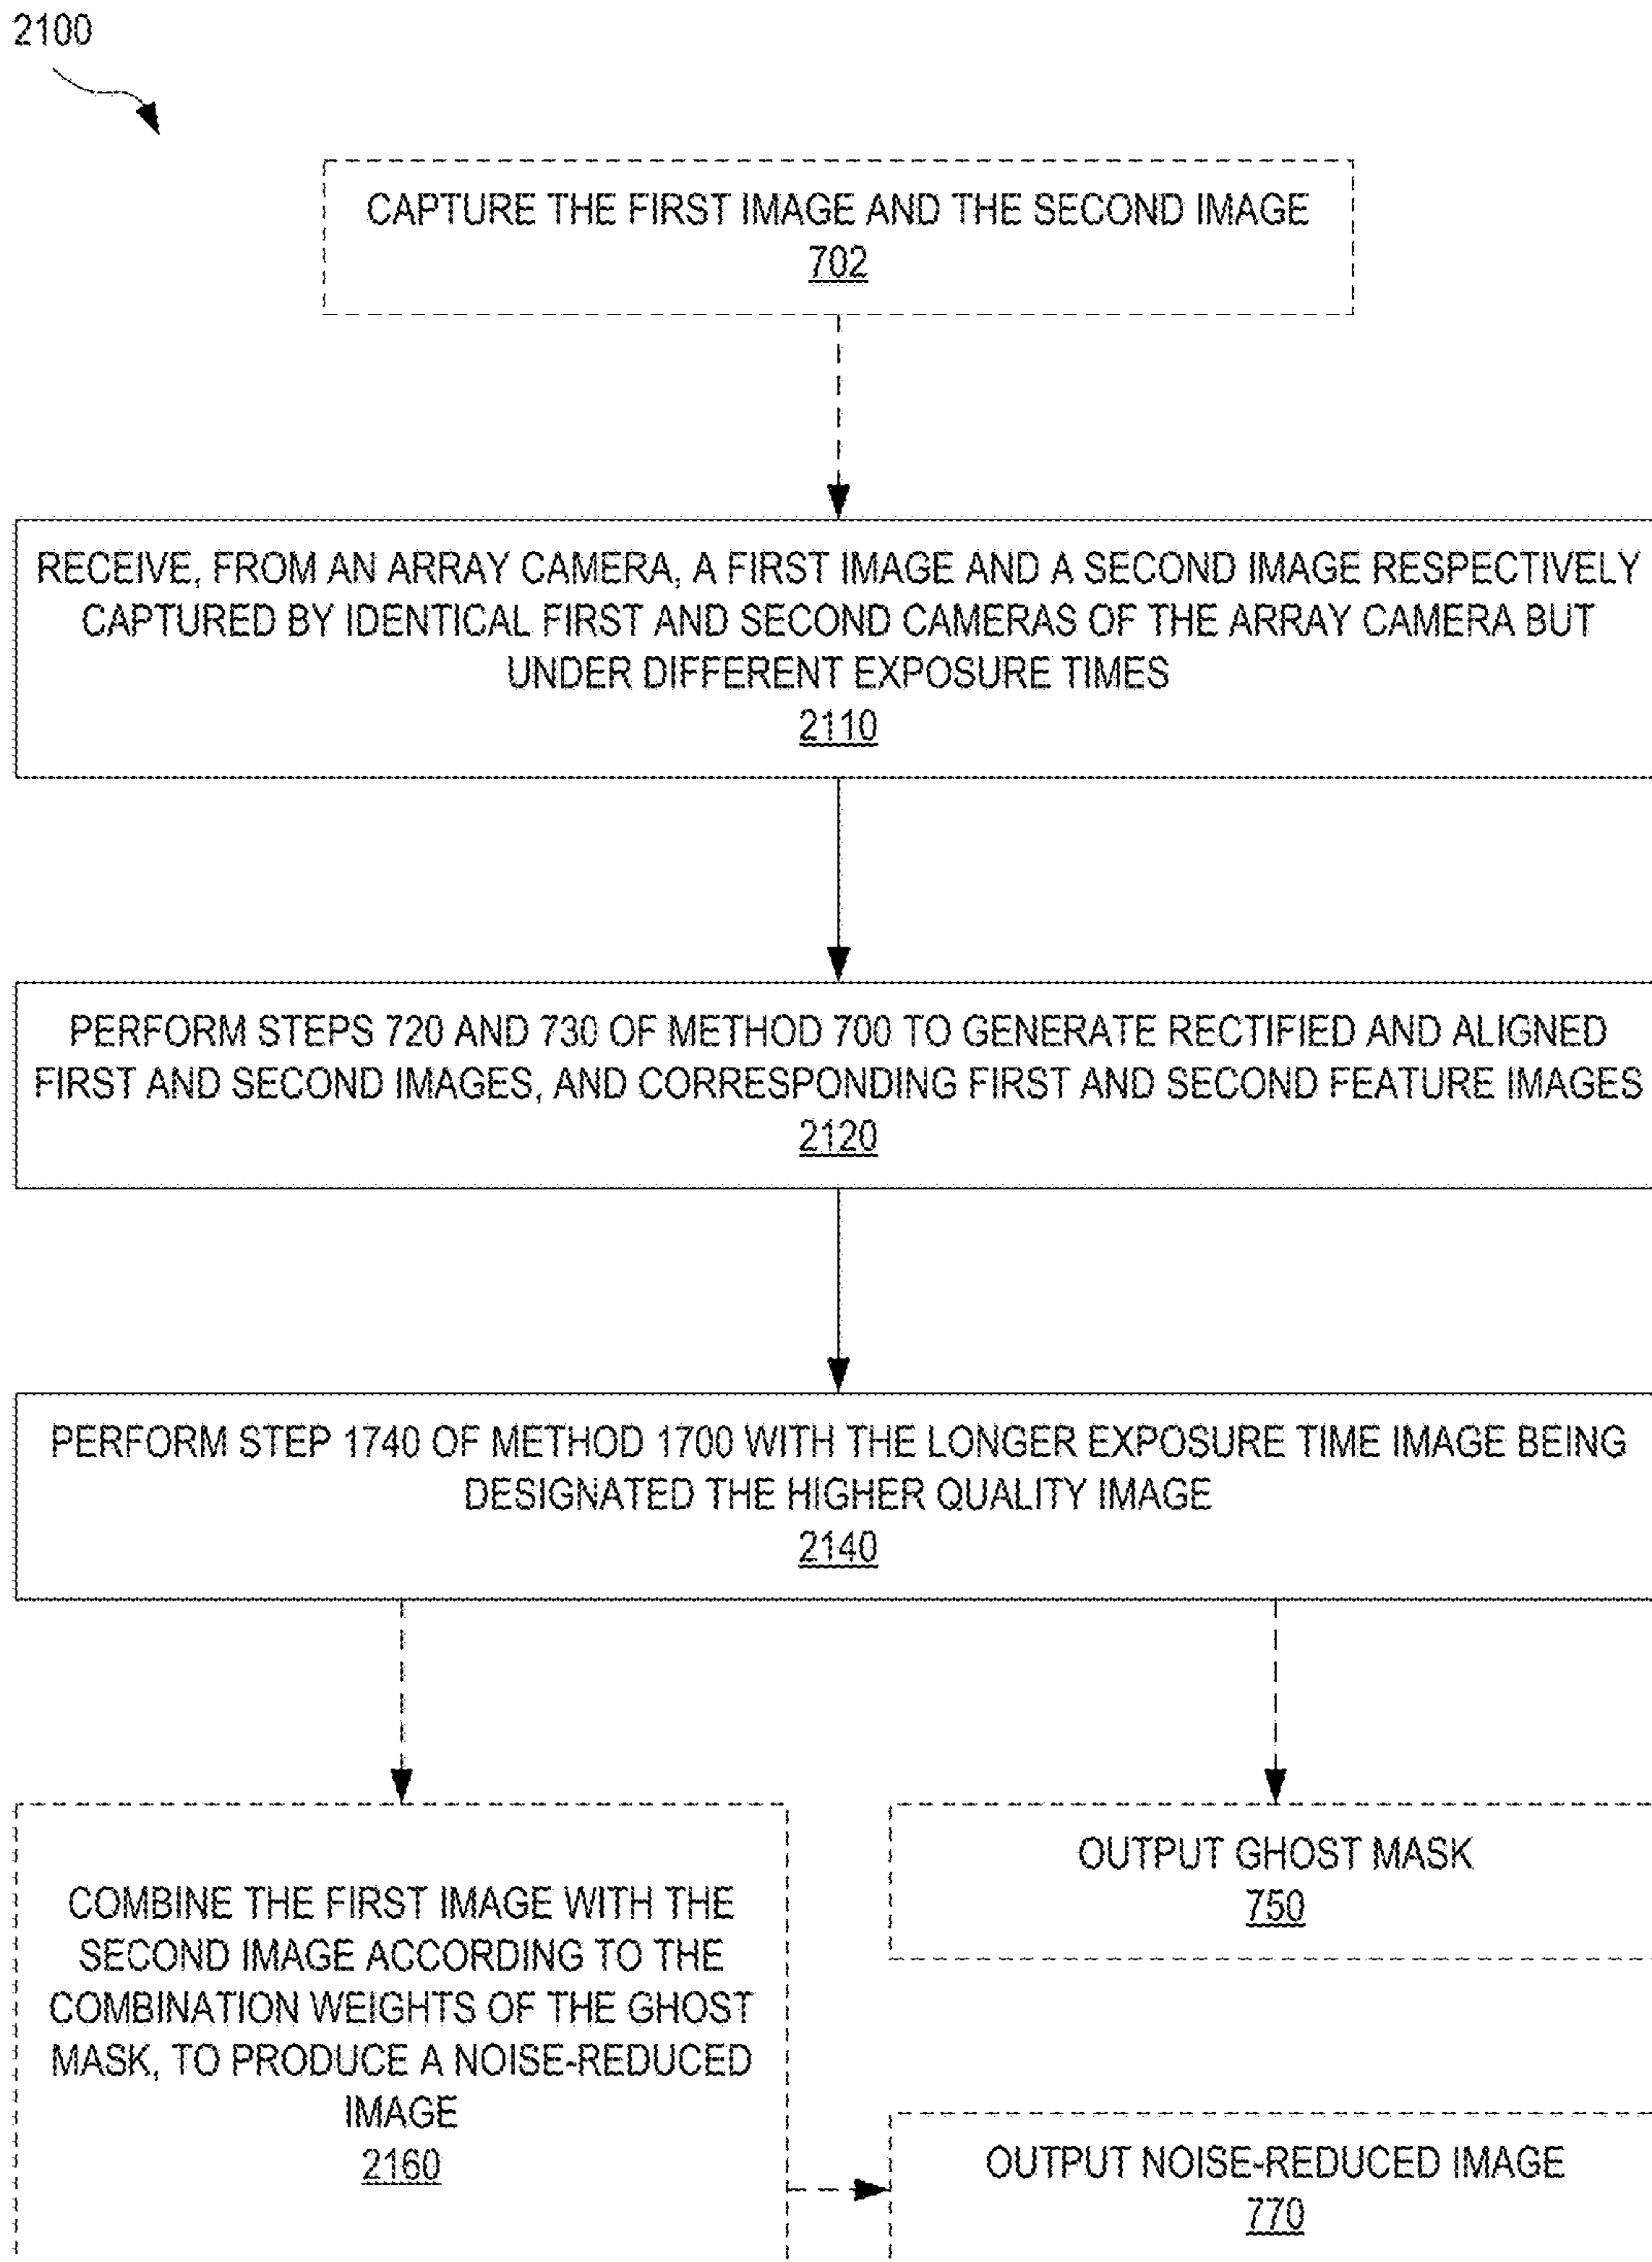 2100
CAPTURE THE FIRST IMAGE AND THE SECOND IMAGE
702
RECEIVE, FROM AN ARRAY CAMERA, A FIRST IMAGE AND A SECOND IMAGE RESPECTIVELY
CAPTURED BY IDENTICAL FIRST AND SECOND CAMERAS OF THE ARRAY CAMERA BUT
UNDER DIFFERENT EXPOSURE TIMES
2110
PERFORM STEPS 720 AND 730 OF METHOD 700 TO GENERATE RECTIFIED AND ALIGNED
FIRST AND SECOND IMAGES, AND CORRESPONDING FIRST AND SECOND FEATURE IMAGES
2120
PERFORM STEP 1740 OF METHOD 1700 WITH THE LONGER EXPOSURE TIME IMAGE BEING
DESIGNATED THE HIGHER QUALITY IMAGE
2140
COMBINE THE FIRST IMAGE WITH THE
SECOND IMAGE ACCORDING TO THE
COMBINATION WEIGHTS OF THE GHOST
MASK, TO PRODUCE A NOISE-REDUCED
IMAGE
2160
OUTPUT GHOST MASK
750
OUTPUT NOISE-REDUCED IMAGE
770